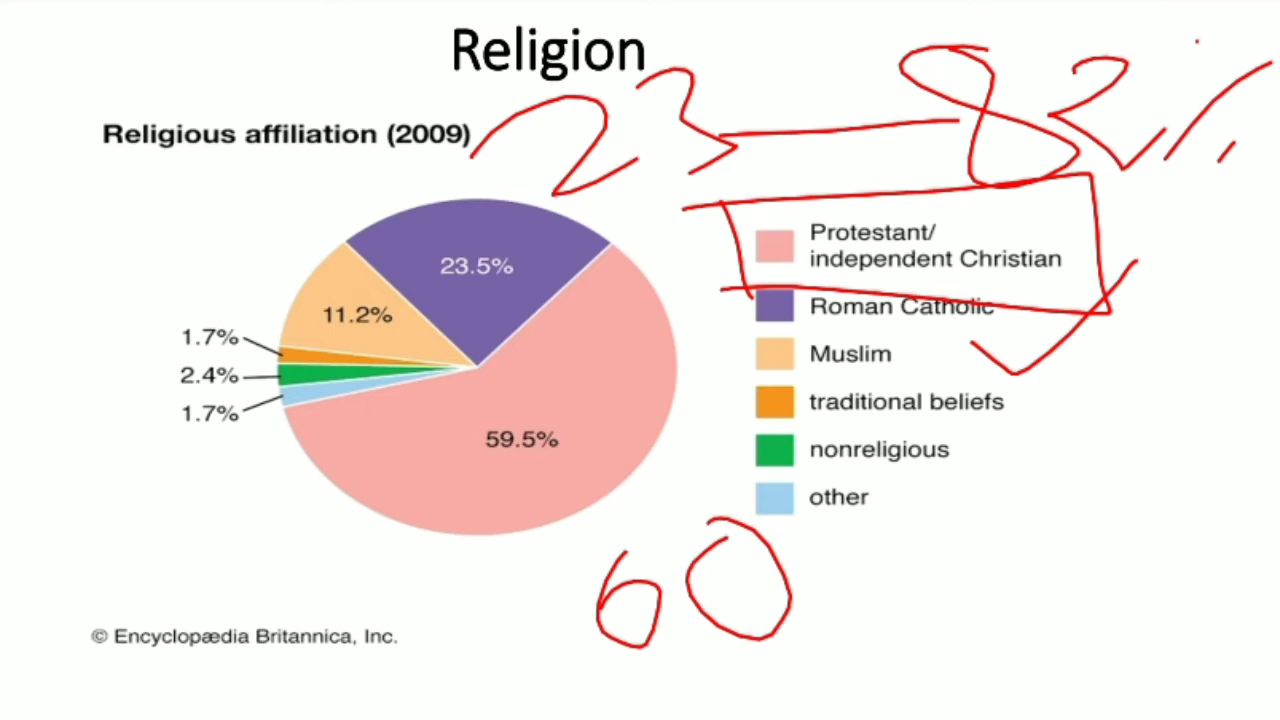 Religion
Religious affiliation (2009)
23 82%
23.5%
11.2%
1.7%
2.4%
1.7%
59.5%
Protestant/
independent Christian
Roman Catholic
Muslim
traditional beliefs
nonreligious
other
60
© Encyclopædia Britannica, Inc.